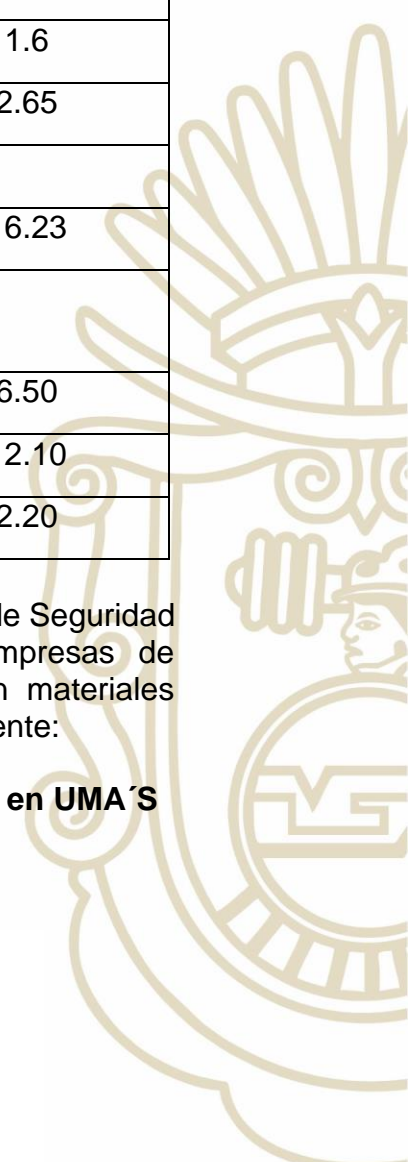 1.6
2.65
6.23
6.50
2.10
2.20
de Seguridad
mpresas de
materiales
ente:
en UMA´S